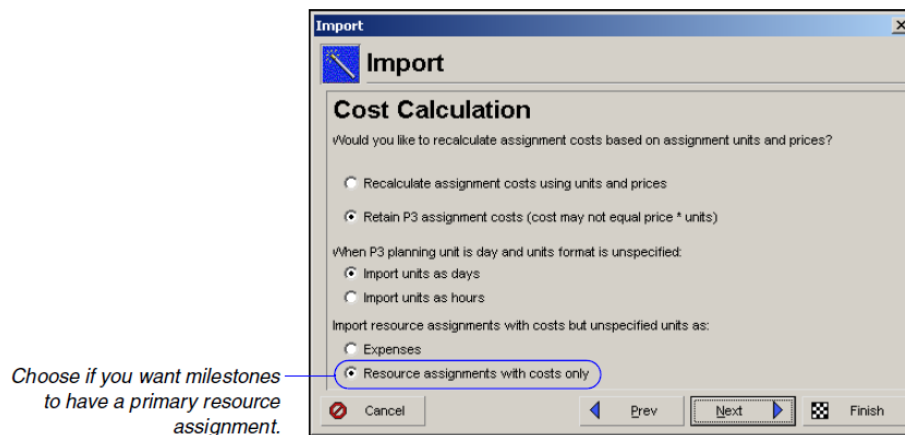 Import
Import
Cost Calculation
Would you like to recalculate assignment costs based on assignment units and prices?
Recalculate assignment costs using units and prices
Retain P3 assignment costs (cost may not equal price * units)
When P3 planning unit is day and units format is unspecified:
Import units as days
Import units as hours
Import resource assignments with costs but unspecified units as:
Expenses
Resource assignments with costs only
Choose if you want milestones
to have a primary resource
assignment.
Cancel Prev Next Finish